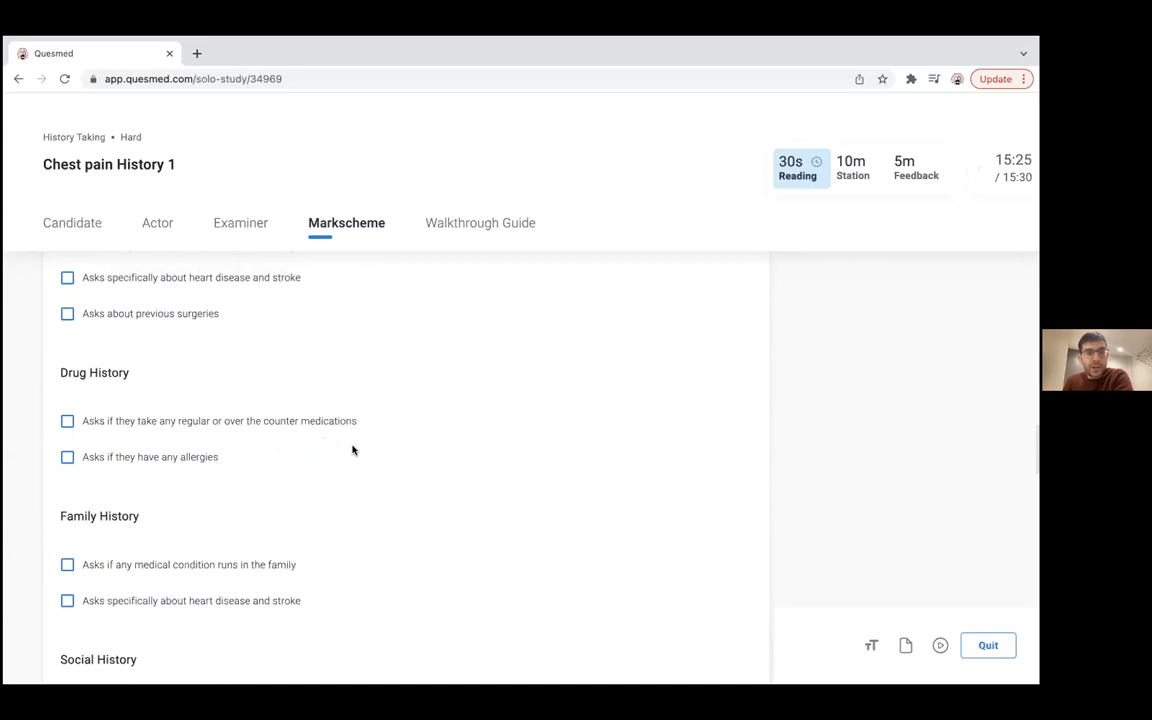 Quesmed
app.quesmed.com/solo-study/34969
Update
History Taking • Hard
Chest pain History 1
30s
Reading
10m
Station
5m
Feedback
15:25
/ 15:30
Candidate
Actor
Examiner
Markscheme
Walkthrough Guide
Asks specifically about heart disease and stroke
Asks about previous surgeries
Drug History
Asks if they take any regular or over the counter medications
Asks if they have any allergies
Family History
Asks if any medical condition runs in the family
Asks specifically about heart disease and stroke
Social History
TT
Quit